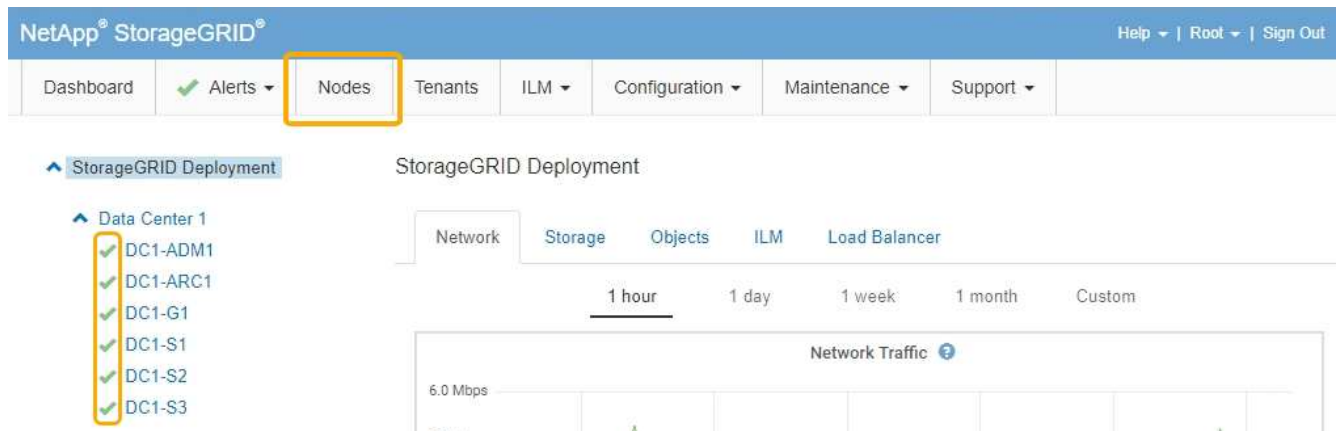 NetApp® StorageGRID®
Help | Root | Sign Out
Dashboard Alerts Nodes Tenants ILM Configuration Maintenance Support
StorageGRID Deployment
StorageGRID Deployment
Data Center 1
DC1-ADM1
DC1-ARC1
DC1-G1
DC1-S1
DC1-S2
DC1-S3
Network Storage Objects ILM Load Balancer
1 hour 1 day 1 week 1 month Custom
Network Traffic ?
6.0 Mbps